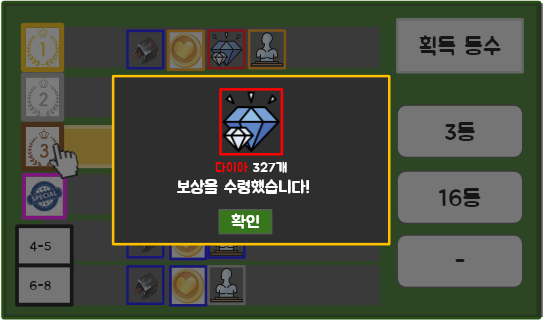 1
획득 등수
2
3등
3
다이아 327개
보상을 수령했습니다!
SPECIAL
16등
확인
4-5
-
6-8